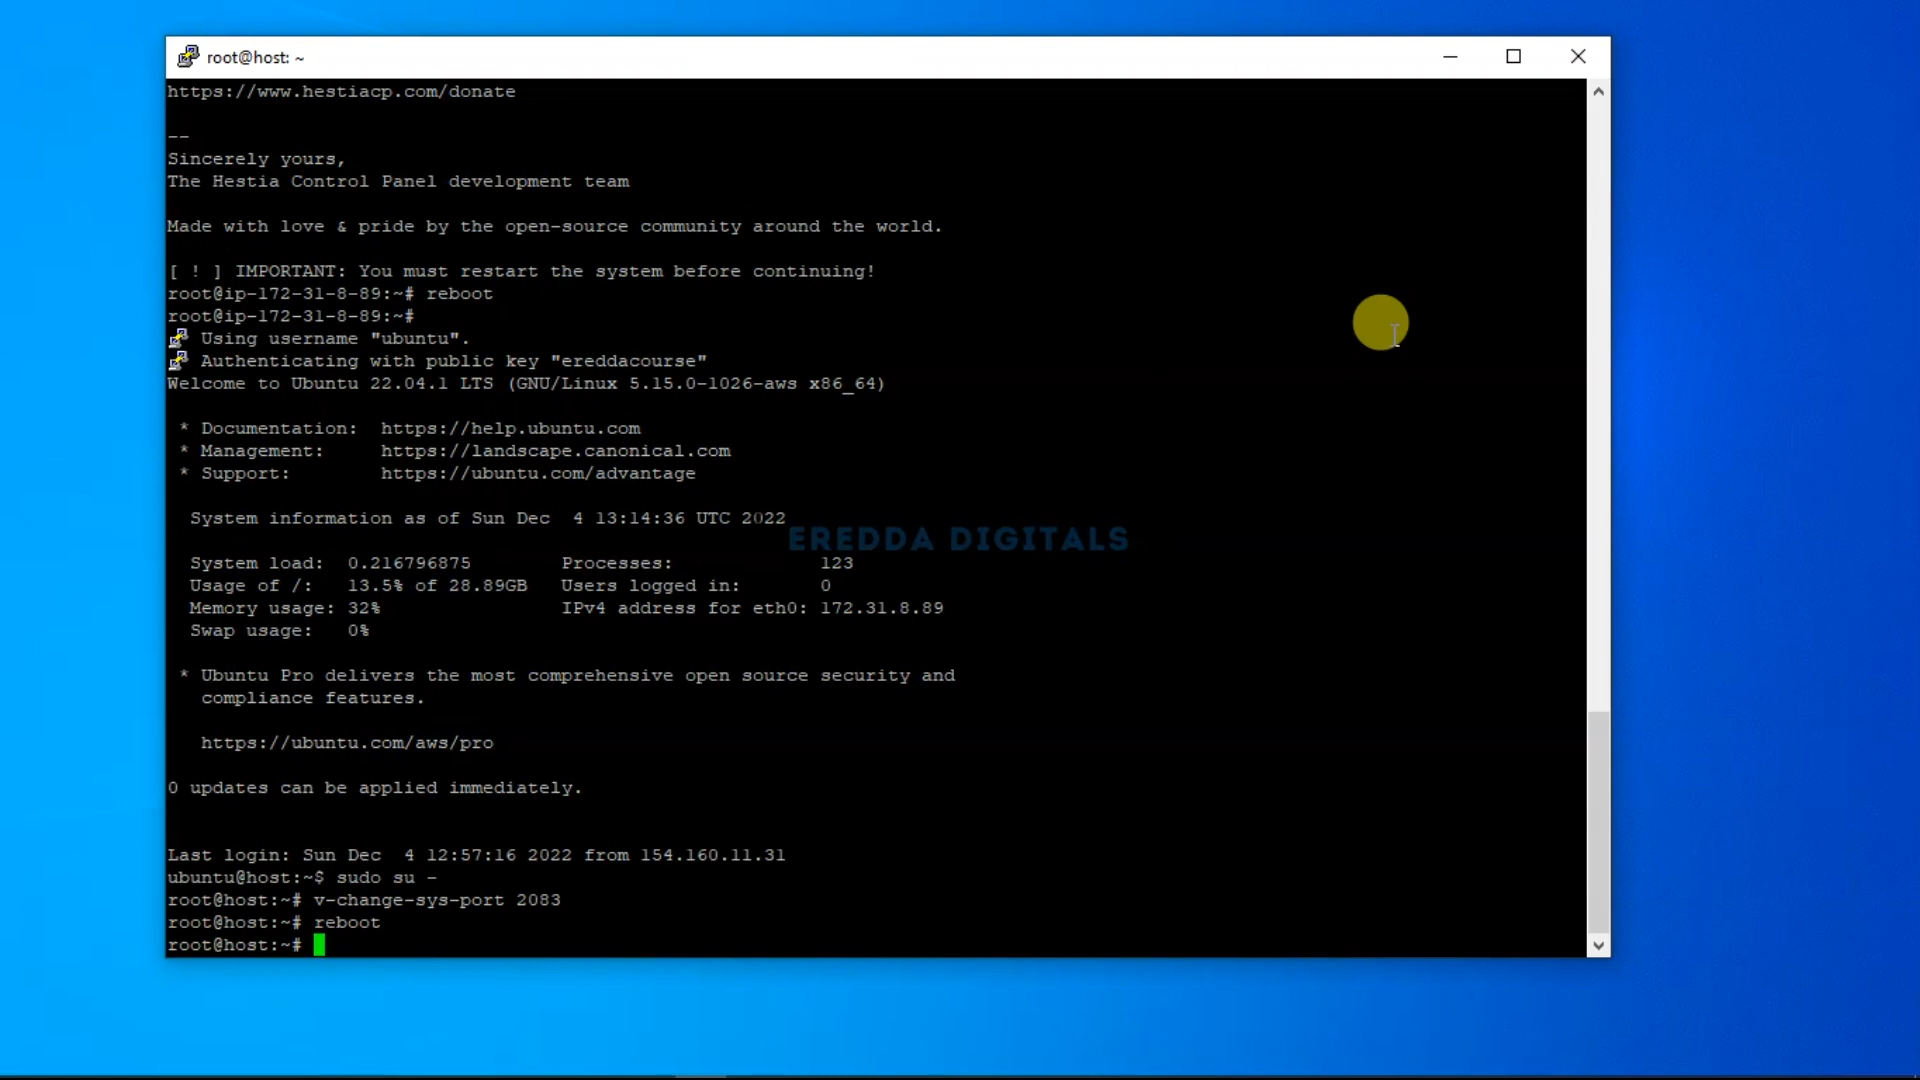 root@host: ~
https://www.hestiacp.com/donate
--
Sincerely yours,
The Hestia Control Panel development team
Made with love & pride by the open-source community around the world.
[ ! ] IMPORTANT: You must restart the system before continuing!
root@ip-172-31-8-89:~# reboot
root@ip-172-31-8-89:~#
Using username "ubuntu".
Authenticating with public key "ereddacourse"
Welcome to Ubuntu 22.04.1 LTS (GNU/Linux 5.15.0-1026-aws x86_64)
* Documentation:  https://help.ubuntu.com
* Management:     https://landscape.canonical.com
* Support:        https://ubuntu.com/advantage
System information as of Sun Dec  4 13:14:36 UTC 2022
EREDDA DIGITALS
System load:  0.216796875        Processes:             123
Usage of /:   13.5% of 28.89GB   Users logged in:       0
Memory usage: 32%                IPv4 address for eth0: 172.31.8.89
Swap usage:   0%
* Ubuntu Pro delivers the most comprehensive open source security and
compliance features.
https://ubuntu.com/aws/pro
0 updates can be applied immediately.
Last login: Sun Dec  4 12:57:16 2022 from 154.160.11.31
ubuntu@host:~$ sudo su -
root@host:~# v-change-sys-port 2083
root@host:~# reboot
root@host:~#